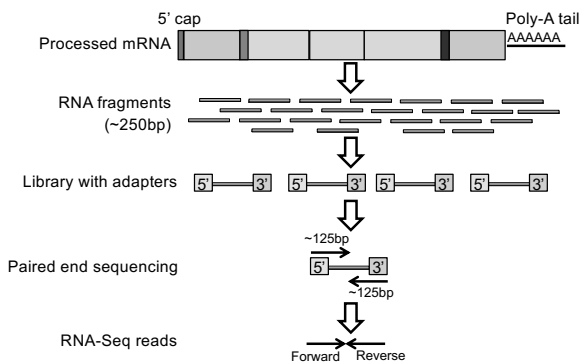 5' cap
Poly-A tail
Processed mRNA
AAAAAA
RNA fragments
(~250bp)
Library with adapters
5' 3' 5' 3' 5' 3' 5' 3'
~125bp
Paired end sequencing
5' 3'
~125bp
RNA-Seq reads
Forward Reverse